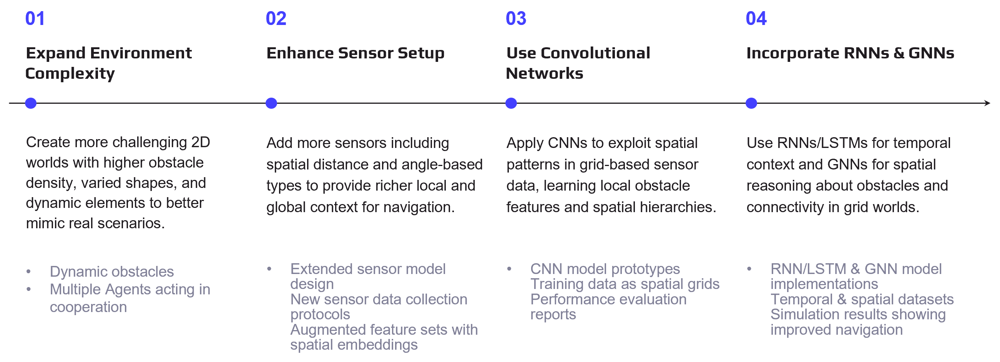 01
Expand Environment
Complexity
Create more challenging 2D
worlds with higher obstacle
density, varied shapes, and
dynamic elements to better
mimic real scenarios.
• Dynamic obstacles
• Multiple Agents acting in
cooperation
02
Enhance Sensor Setup
Add more sensors including
spatial distance and angle-based
types to provide richer local and
global context for navigation.
• Extended sensor model
design
New sensor data collection
protocols
Augmented feature sets with
spatial embeddings
03
Use Convolutional
Networks
Apply CNNs to exploit spatial
patterns in grid-based sensor
data, learning local obstacle
features and spatial hierarchies.
• CNN model prototypes
Training data as spatial grids
Performance evaluation
reports
04
Incorporate RNNs & GNNs
Use RNNs/LSTMs for temporal
context and GNNs for spatial
reasoning about obstacles and
connectivity in grid worlds.
• RNN/LSTM & GNN model
implementations
Temporal & spatial datasets
Simulation results showing
improved navigation